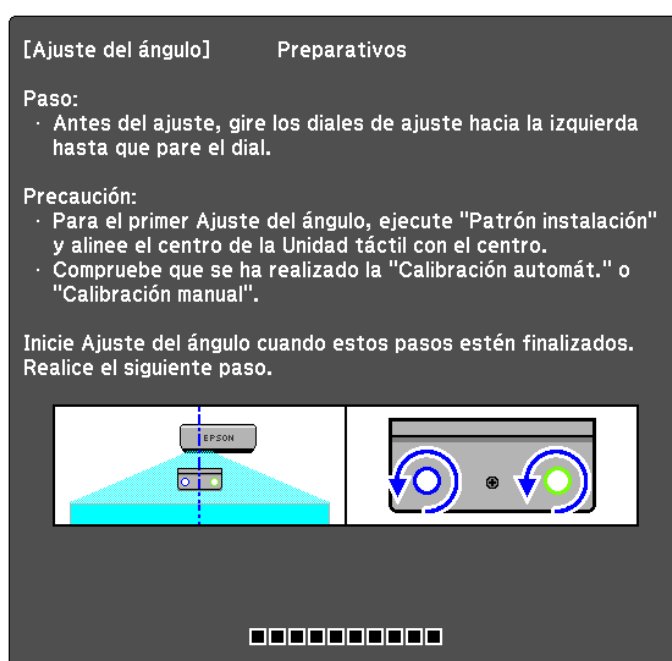 [Ajuste del ángulo] Preparativos
Paso:
· Antes del ajuste, gire los diales de ajuste hacia la izquierda
hasta que pare el dial.
Precaución:
· Para el primer Ajuste del ángulo, ejecute "Patrón instalación"
y alinee el centro de la Unidad táctil con el centro.
· Compruebe que se ha realizado la "Calibración automát." o
"Calibración manual".
Inicie Ajuste del ángulo cuando estos pasos estén finalizados.
Realice el siguiente paso.
EPSON